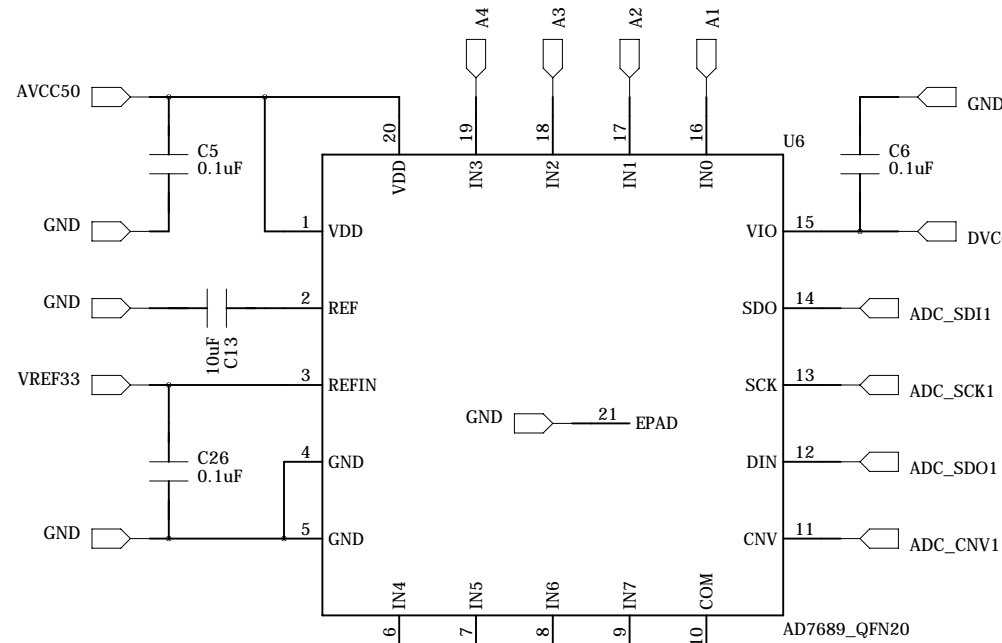 A4
A3
A2
A1
AVCC50
GND
20
19
18
17
16
U6
C5
0.1uF
C6
0.1uF
VDD
IN3
IN2
IN1
IN0
GND
1
VDD
VIO
15
DVC
GND
2
REF
SDO
14
ADC_SDI1
10uF
C13
VREF33
3
REFIN
SCK
13
ADC_SCK1
GND
21
EPAD
C26
0.1uF
4
GND
DIN
12
ADC_SDO1
GND
5
GND
CNV
11
ADC_CNV1
IN4
IN5
IN6
IN7
COM
6
7
8
9
10
AD7689_QFN20